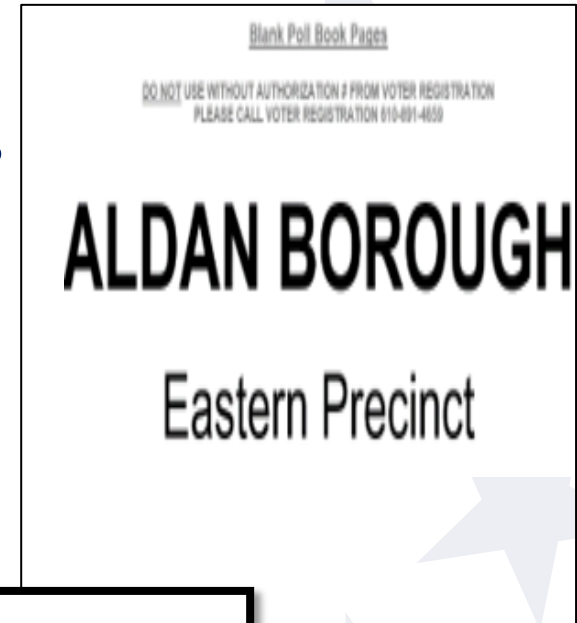 Blank Poll Book Pages
DO NOT USE WITHOUT AUTHORIZATION # FROM VOTER REGISTRATION
PLEASE CALL VOTER REGISTRATION 610-891-4659
ALDAN BOROUGH
Eastern Precinct